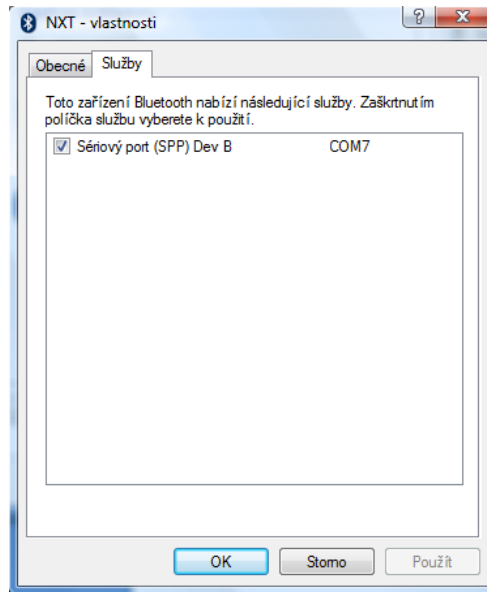 NXT - vlastnosti
Obecné
Služby
Toto zařízení Bluetooth nabízí následující služby. Zaškrtnutím
políčka službu vyberete k použití.
Sériový port (SPP) Dev B COM7
OK
Storno
Použít